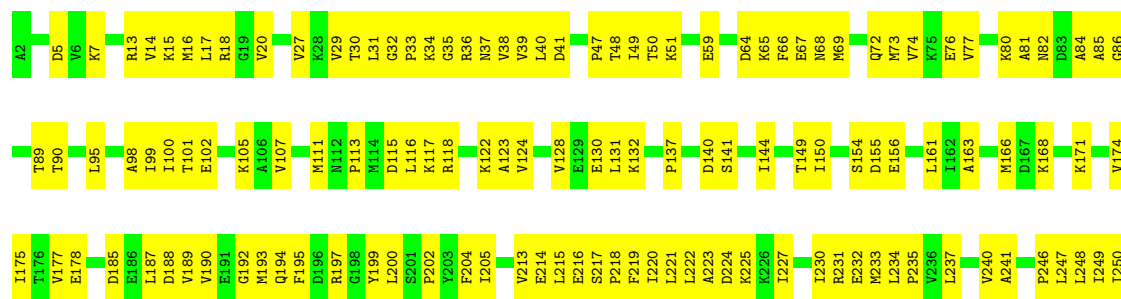 A2 D5 V6 K7 R13 V14 K15 M16 L17 R18 G19 V20 V27 K28 V29 T30 L31 G32 P33 K34 G35 R36 N37 V38 V39 L40 D41 P47 T48 I49 T50 K51 E59 D64 K65 F66 E67 N68 M69 Q72 M73 V74 K75 E76 V77 K80 A81 N82 D83 A84 A85 G86
T89 T90 L95 A98 I99 I100 T101 E102 K105 A106 V107 M111 N112 P113 M114 D115 L116 K117 R118 K122 A123 V124 V128 E129 E130 L131 K132 P137 D140 S141 I144 T149 I150 S154 D155 E156 L161 I162 A163 M166 D167 K168 K171 V174
I175 T176 V177 E178 D185 E186 L187 D188 V189 V190 E191 G192 M193 Q194 F195 D196 R197 G198 Y199 L200 S201 P202 Y203 F204 I205 V213 E214 L215 E216 S217 P218 F219 I220 L221 L222 A223 D224 K225 K226 I227 I230 R231 E232 M233 L234 P235 V236 L237 V240 A241 P246 L247 L248 I249 I250